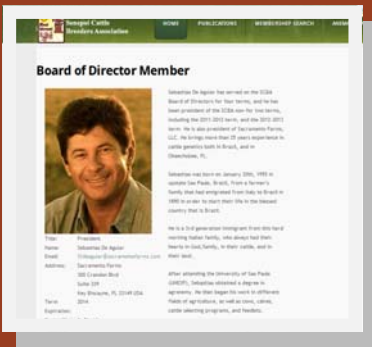 Senepol Cattle
Breeders Association
HOME
PUBLICATIONS
MEMBERSHIP SEARCH
Board of Director Member
Sebastiao De Aguiar has served on the SCBA
Board of Directors for four terms, and he has
been president of the SCBA now for two terms,
including the 2011-2012 term, and the 2012-2013
term. He is also president of Sacramento Farms,
LLC. He brings more than 25 years experience in
cattle genetics both in Brazil, and in
Okeechobee, FL.
Sebastiao was born on January 20th, 1955 in
upstate Sao Paulo, Brazil, from a farmer's
family that had emigrated from Italy to Brazil in
1895 in order to start their life in the blessed
country that is Brazil.
He is a 3rd generation immigrant from this hard
working Italian family, who always had their
hearts in God, family, in their cattle, and in
their land.
After attending the University of Sao Paulo
Sebastiao obtained a degree in
agronomy. He then began his work in different
fields of agriculture, as well as cows, calves,
cattle selecting programs, and feedlots.
Title: President
Name: Sebastiao De Aguiar
Email:
Address: Sacramento Farms
300 Crandon Blvd
Suite
Key Biscayne, FL 33149 USA
Term 2014
Expiration: